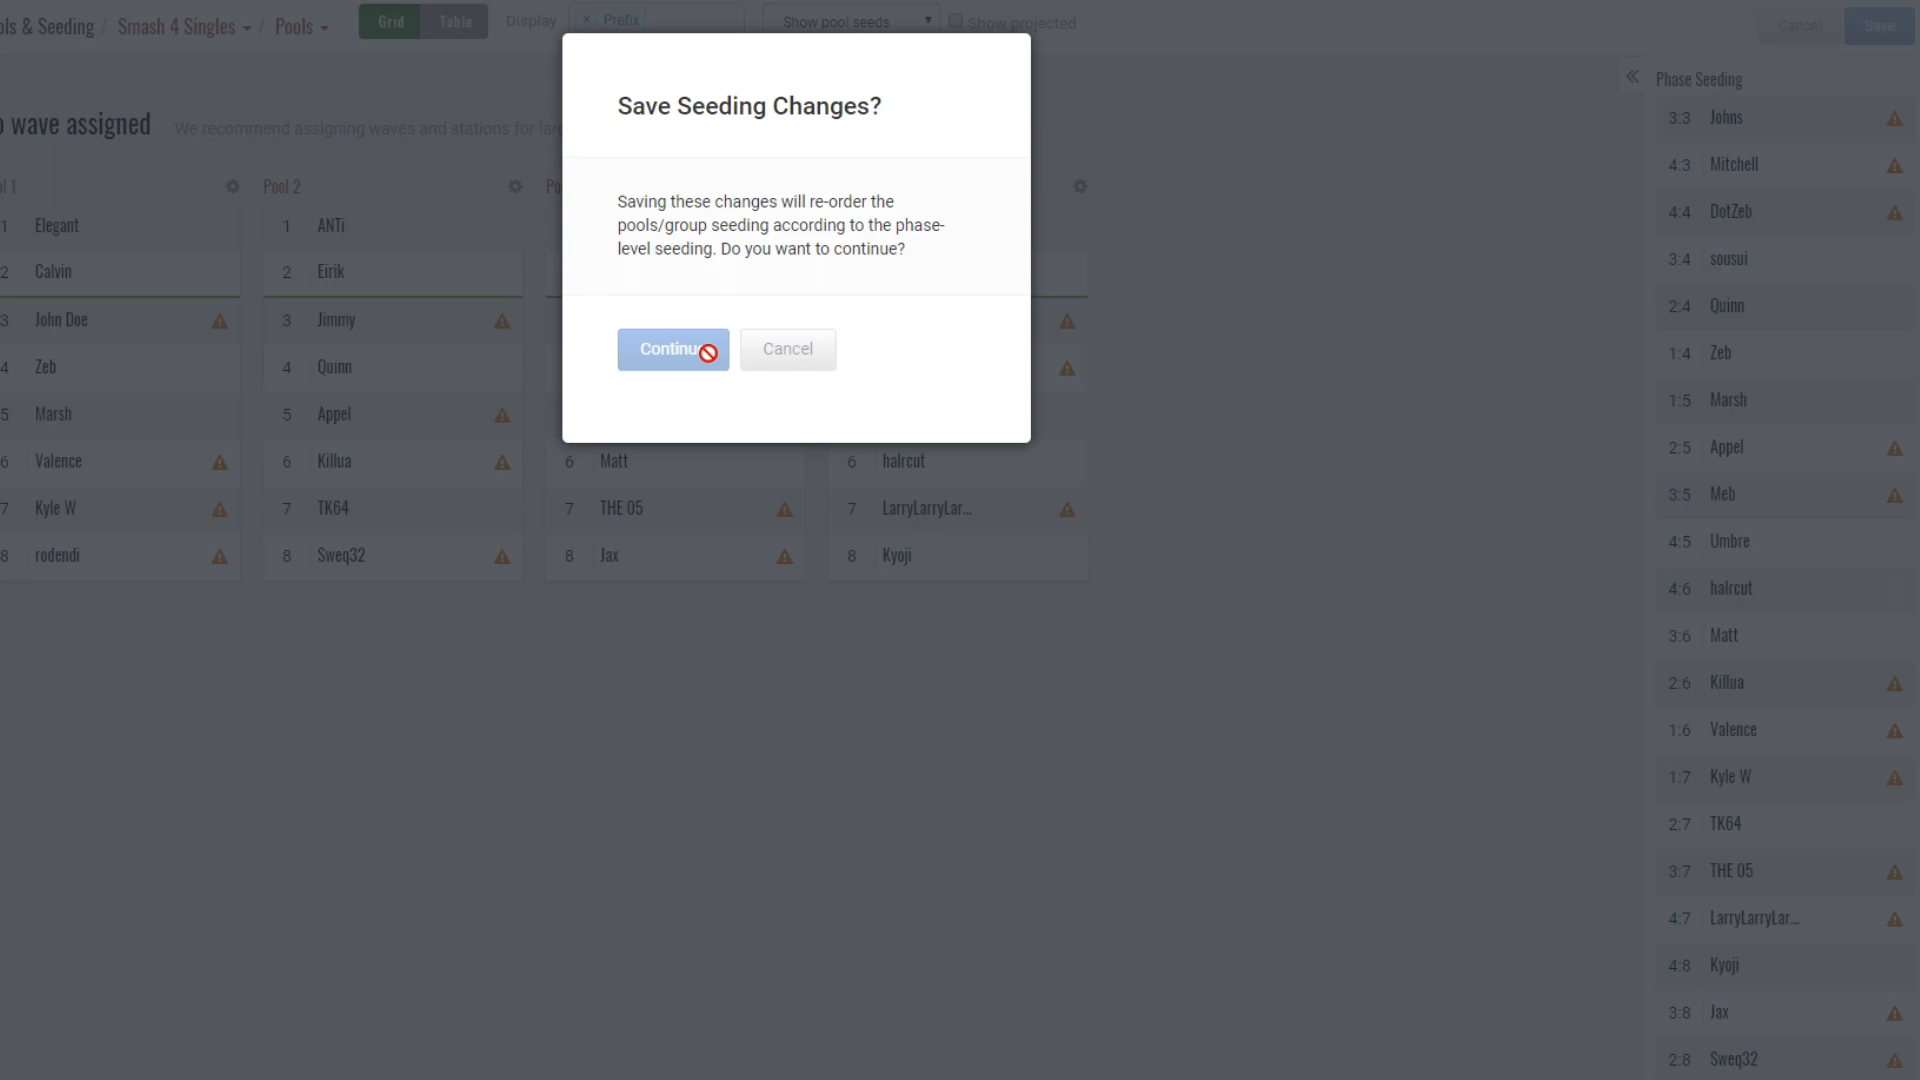 ols & Seeding / Smash 4 Singles / Pools
Grid Table Display × Prefix Show pool seeds Show projected
Cancel Save
o wave assigned We recommend assigning waves and stations for lar
Save Seeding Changes?
Saving these changes will re-order the
pools/group seeding according to the phase-
level seeding. Do you want to continue?
Continu Cancel
ol 1
1 Elegant
2 Calvin
3 John Doe
4 Zeb
5 Marsh
6 Valence
7 Kyle W
8 rodendi
Pool 2
1 ANTi
2 Eirik
3 Jimmy
4 Quinn
5 Appel
6 Killua
7 TK64
8 Sweq32
Po
6 Matt
7 THE 05
8 Jax
6 halrcut
7 LarryLarryLar...
8 Kyoji
Phase Seeding
3:3 Johns
4:3 Mitchell
4:4 DotZeb
3:4 sousui
2:4 Quinn
1:4 Zeb
1:5 Marsh
2:5 Appel
3:5 Meb
4:5 Umbre
4:6 halrcut
3:6 Matt
2:6 Killua
1:6 Valence
1:7 Kyle W
2:7 TK64
3:7 THE 05
4:7 LarryLarryLar...
4:8 Kyoji
3:8 Jax
2:8 Sweq32